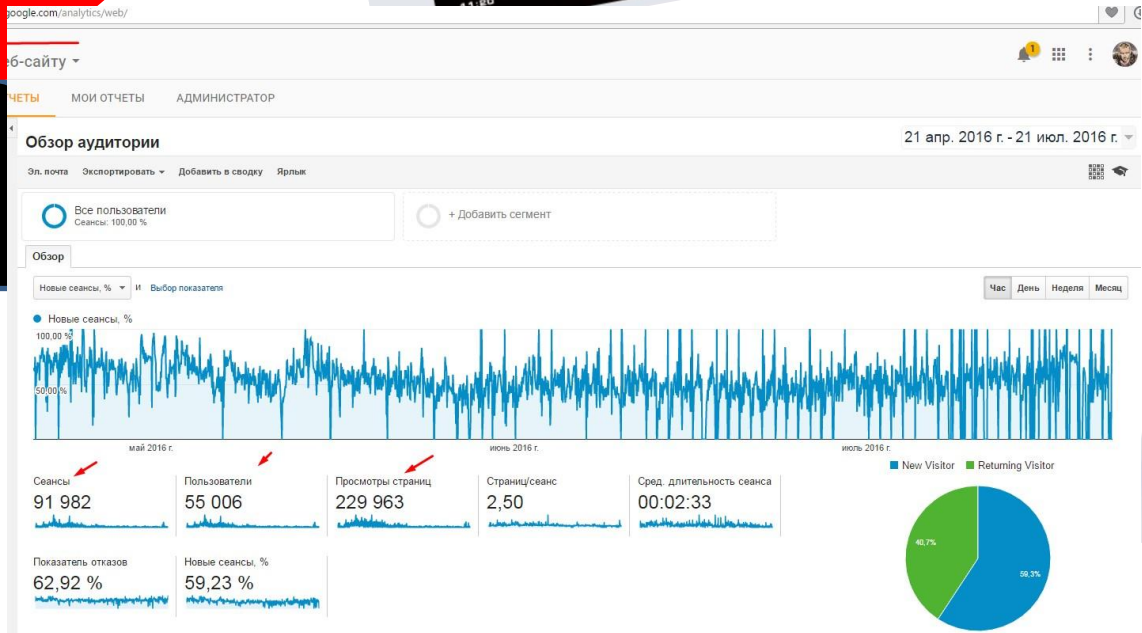 11:20
google.com/analytics/web/
еб-сайту
1
ЧЕТЫ МОИ ОТЧЕТЫ АДМИНИСТРАТОР
Обзор аудитории
21 апр. 2016 г. - 21 июл. 2016 г.
Эл. почта Экспортировать Добавить в сводку Ярлык
Все пользователи
Сеансы: 100,00 %
+ Добавить сегмент
Обзор
Новые сеансы, % и Выбор показателя
Час День Неделя Месяц
Новые сеансы, %
100,00 %
50,00 %
май 2016 г. июнь 2016 г. июль 2016 г.
New Visitor Returning Visitor
Сеансы
91 982
Пользователи
55 006
Просмотры страниц
229 963
Страниц/сеанс
2,50
Сред. длительность сеанса
00:02:33
40,7%
59,3%
Показатель отказов
62,92 %
Новые сеансы, %
59,23 %